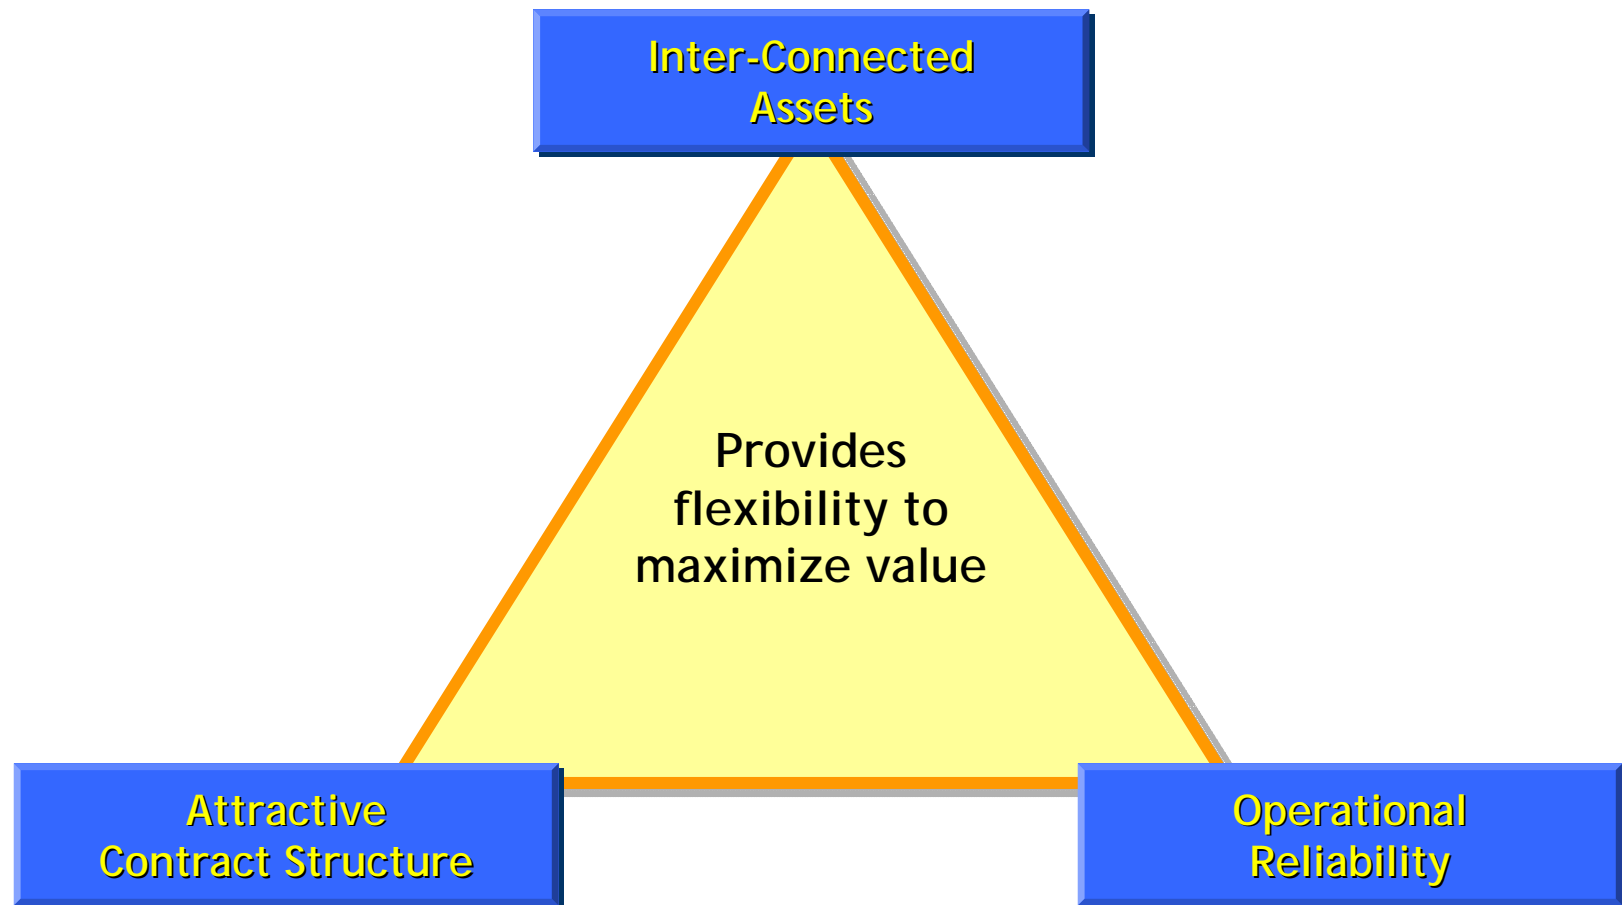 Inter-Connected
Assets
Provides
flexibility to
maximize value
Attractive
Contract Structure
Operational
Reliability